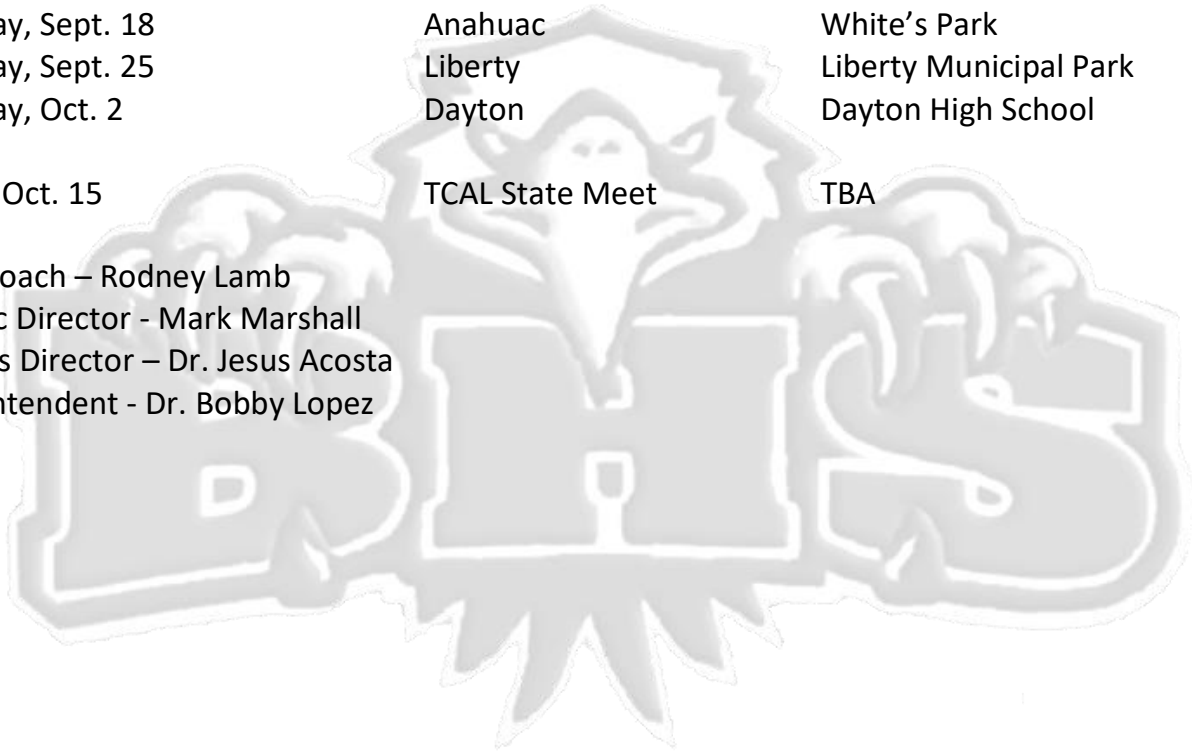 ay, Sept. 18 Anahuac White’s Park
ay, Sept. 25 Liberty Liberty Municipal Park
ay, Oct. 2 Dayton Dayton High School
Oct. 15 TCAL State Meet TBA
oach – Rodney Lamb
c Director - Mark Marshall
s Director – Dr. Jesus Acosta
ntendent - Dr. Bobby Lopez
BHS